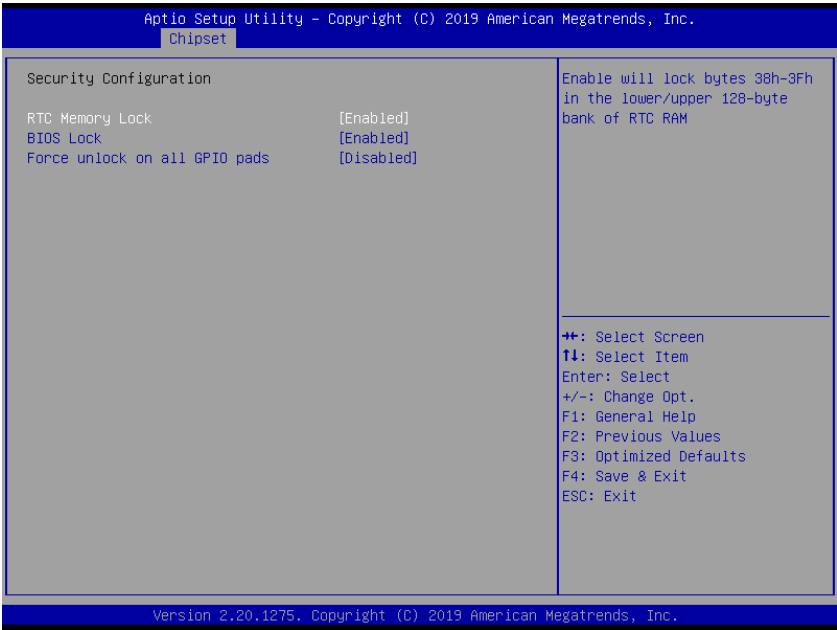 Aptio Setup Utility – Copyright (C) 2019 American Megatrends, Inc.
Chipset
Security Configuration
RTC Memory Lock [Enabled]
BIOS Lock [Enabled]
Force unlock on all GPIO pads [Disabled]
Enable will lock bytes 38h-3Fh
in the lower/upper 128-byte
bank of RTC RAM
→←: Select Screen
↑↓: Select Item
Enter: Select
+/-: Change Opt.
F1: General Help
F2: Previous Values
F3: Optimized Defaults
F4: Save & Exit
ESC: Exit
Version 2.20.1275. Copyright (C) 2019 American Megatrends, Inc.